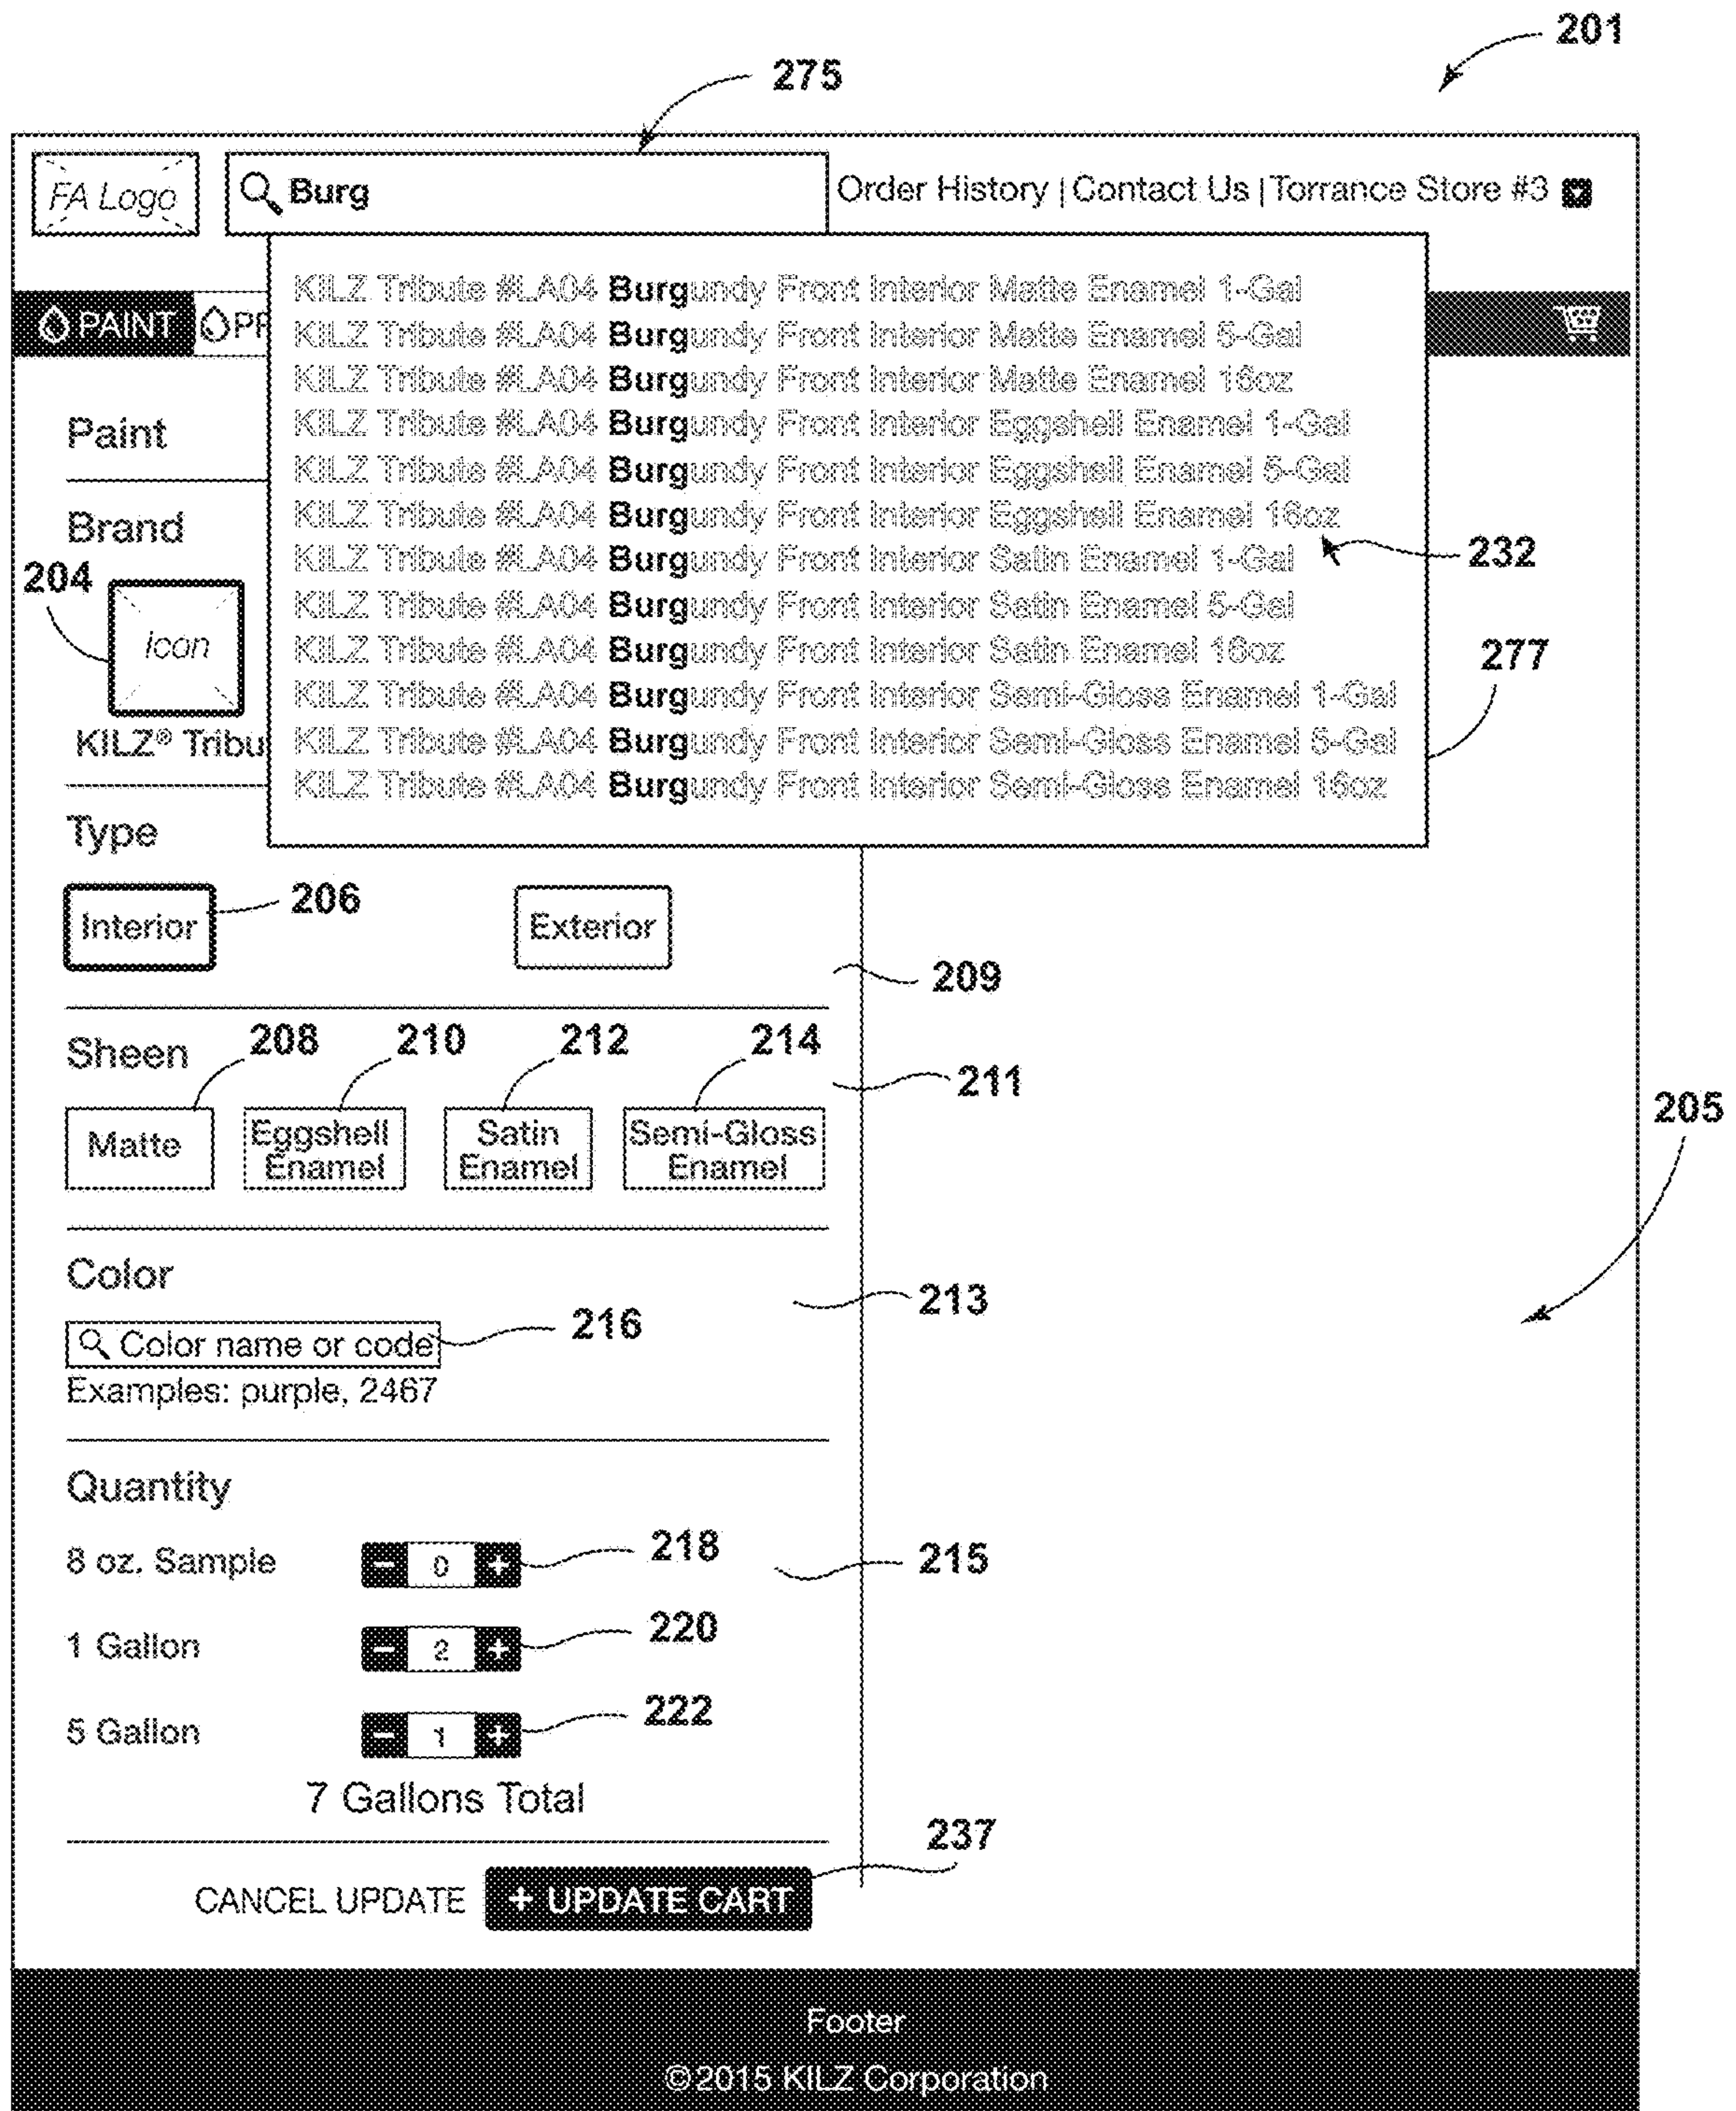 201
275
FA Logo
Burg
Order History | Contact Us | Torrance Store #3
KILZ Tribute #LA04 Burgundy Front Interior Matte Enamel 1-Gal
KILZ Tribute #LA04 Burgundy Front Interior Matte Enamel 5-Gal
KILZ Tribute #LA04 Burgundy Front Interior Matte Enamel 16oz
KILZ Tribute #LA04 Burgundy Front Interior Eggshell Enamel 1-Gal
KILZ Tribute #LA04 Burgundy Front Interior Eggshell Enamel 5-Gal
KILZ Tribute #LA04 Burgundy Front Interior Eggshell Enamel 16oz
KILZ Tribute #LA04 Burgundy Front Interior Satin Enamel 1-Gal
KILZ Tribute #LA04 Burgundy Front Interior Satin Enamel 5-Gal
KILZ Tribute #LA04 Burgundy Front Interior Satin Enamel 16oz
KILZ Tribute #LA04 Burgundy Front Interior Semi-Gloss Enamel 1-Gal
KILZ Tribute #LA04 Burgundy Front Interior Semi-Gloss Enamel 5-Gal
KILZ Tribute #LA04 Burgundy Front Interior Semi-Gloss Enamel 16oz
232
277
PAINT
PR
Paint
Brand
204
Icon
KILZ® Tribu
Type
Interior
206
Exterior
209
Sheen
208
210
212
214
211
205
Matte
Eggshell
Enamel
Satin
Enamel
Semi-Gloss
Enamel
Color
213
Color name or code
216
Examples: purple, 2467
Quantity
8 oz. Sample
0
218
215
1 Gallon
2
220
5 Gallon
1
222
7 Gallons Total
237
CANCEL UPDATE
+ UPDATE CART
Footer
©2015 KILZ Corporation